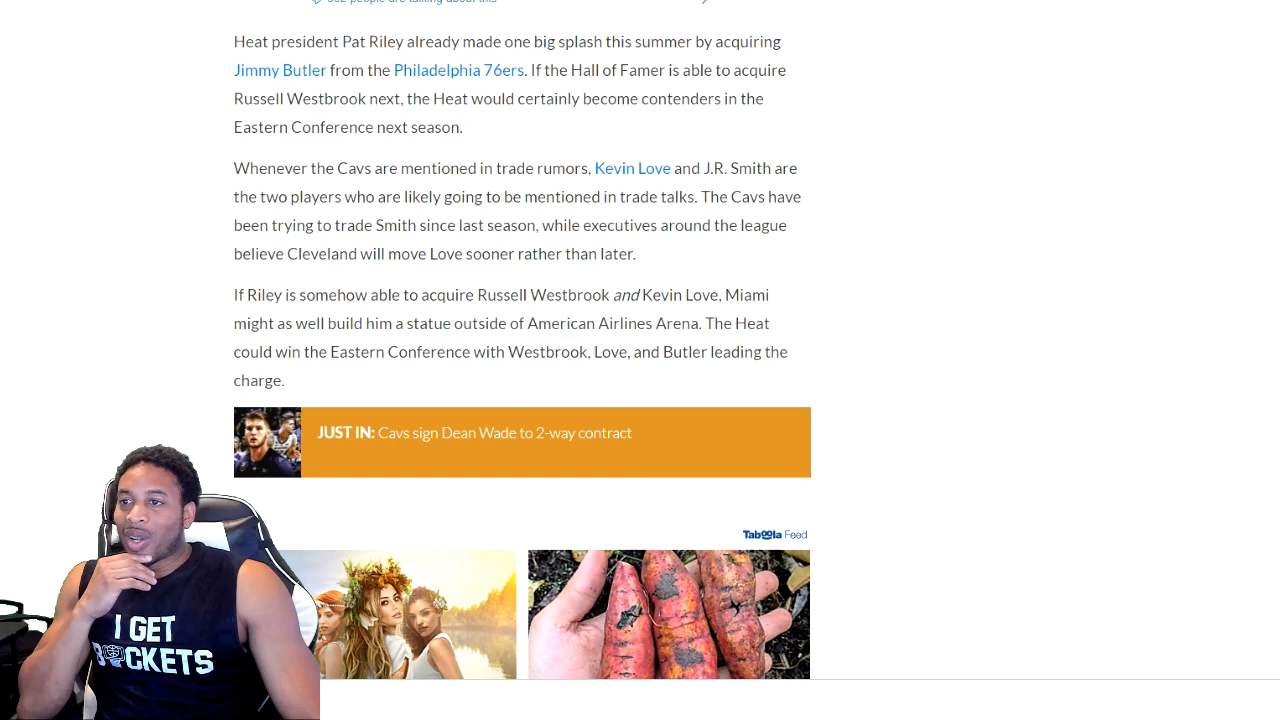 Heat president Pat Riley already made one big splash this summer by acquiring
Jimmy Butler from the Philadelphia 76ers. If the Hall of Famer is able to acquire
Russell Westbrook next, the Heat would certainly become contenders in the
Eastern Conference next season.
Whenever the Cavs are mentioned in trade rumors, Kevin Love and J.R. Smith are
the two players who are likely going to be mentioned in trade talks. The Cavs have
been trying to trade Smith since last season, while executives around the league
believe Cleveland will move Love sooner rather than later.
If Riley is somehow able to acquire Russell Westbrook and Kevin Love, Miami
might as well build him a statue outside of American Airlines Arena. The Heat
could win the Eastern Conference with Westbrook, Love, and Butler leading the
charge.
JUST IN: Cavs sign Dean Wade to 2-way contract
Taboola Feed
I GET
BUCKETS